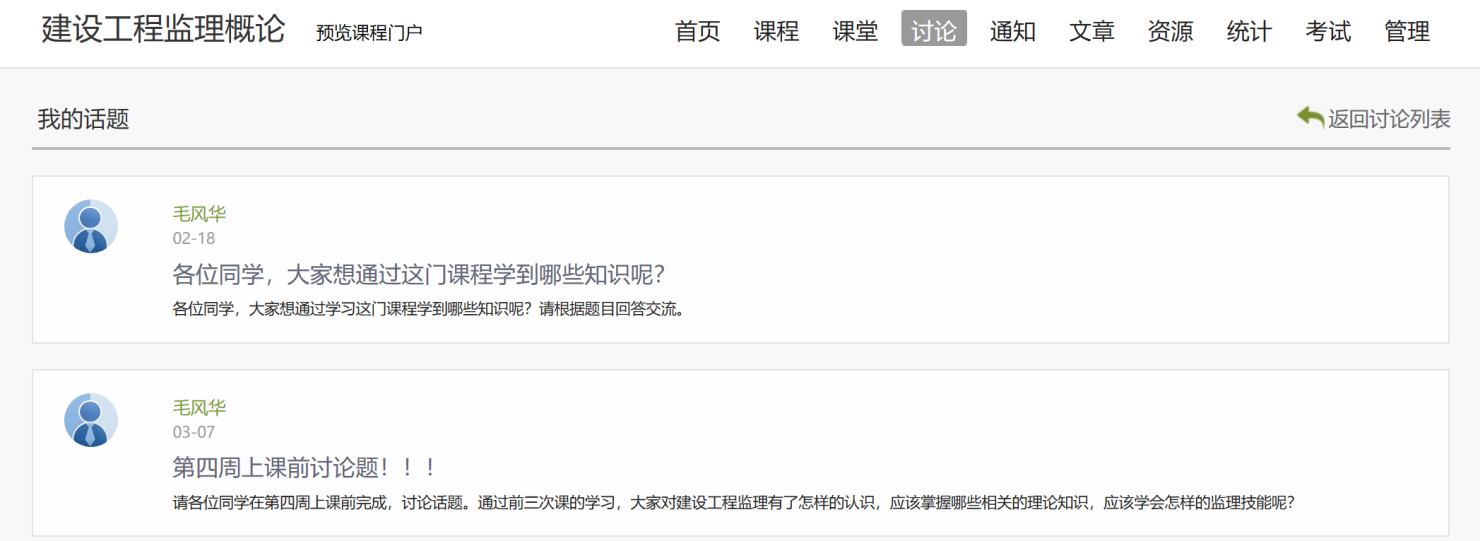 建设工程监理概论 预览课程门户 首页 课程 课堂 讨论 通知 文章 资源 统计 考试 管理
我的话题 返回讨论列表
毛风华
02-18
各位同学，大家想通过这门课程学到哪些知识呢？
各位同学，大家想通过学习这门课程学到哪些知识呢？请根据题目回答交流。
毛风华
03-07
第四周上课前讨论题！！！
请各位同学在第四周上课前完成，讨论话题。通过前三次课的学习，大家对建设工程监理有了怎样的认识，应该掌握哪些相关的理论知识，应该学会怎样的监理技能呢？